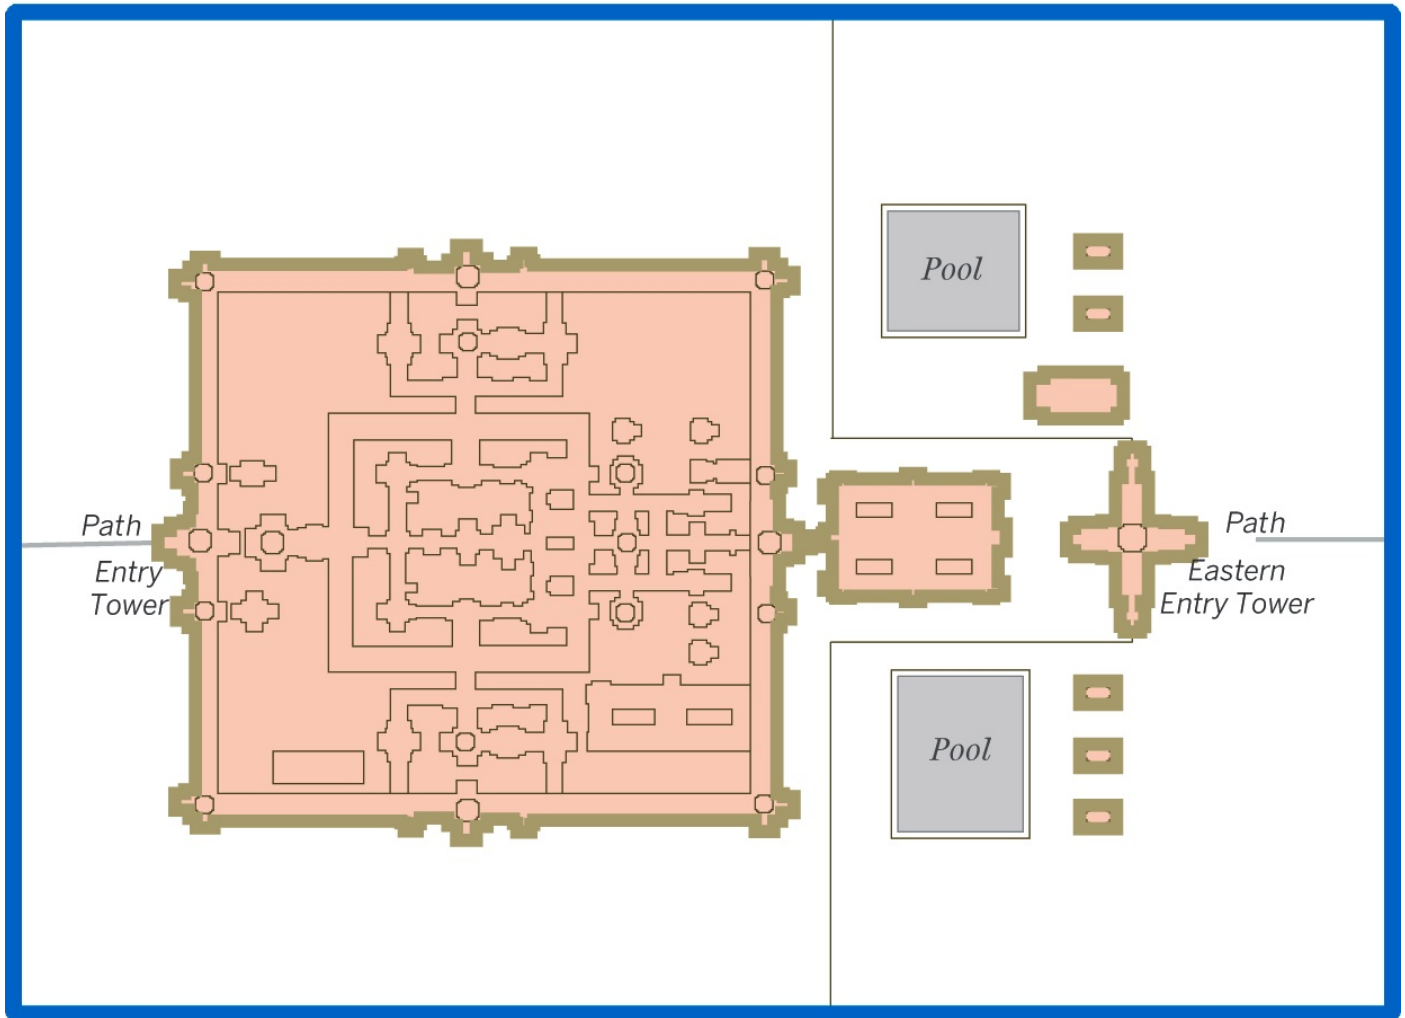 Pool
Path
Entry
Tower
Path
Eastern
Entry Tower
Pool